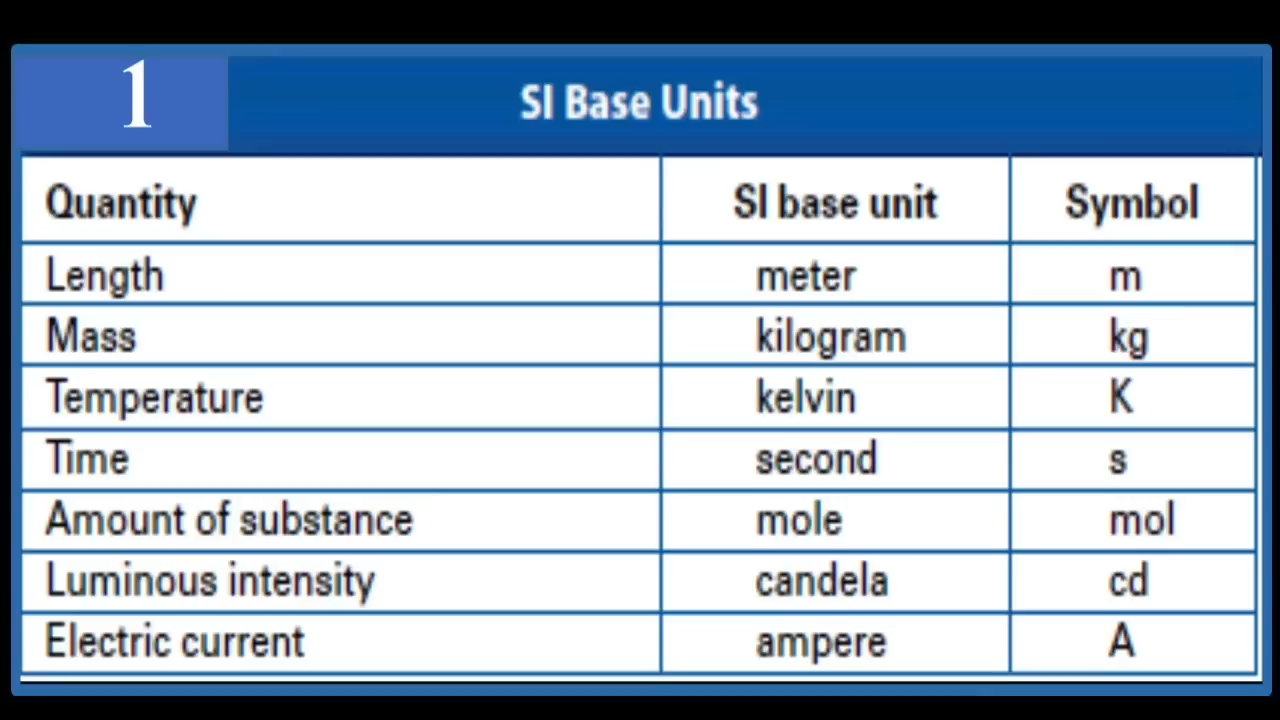 1 SI Base Units
Quantity SI base unit Symbol
Length meter m
Mass kilogram kg
Temperature kelvin K
Time second s
Amount of substance mole mol
Luminous intensity candela cd
Electric current ampere A